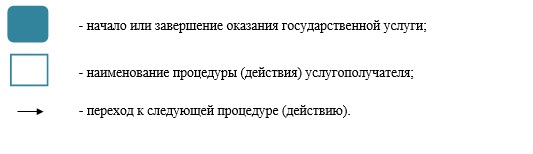 - начало или завершение оказания государственной услуги;
- наименование процедуры (действия) услугополучателя;
- переход к следующей процедуре (действию).